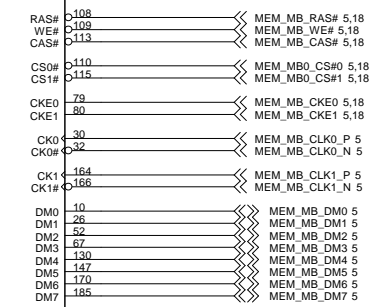 RAS# 108 MEM_MB_RAS# 5,18
WE# 109 MEM_MB_WE# 5,18
CAS# 113 MEM_MB_CAS# 5,18
CS0# 110 MEM_MB0_CS#0 5,18
CS1# 115 MEM_MB0_CS#1 5,18
CKE0 79 MEM_MB_CKE0 5,18
CKE1 80 MEM_MB_CKE1 5,18
CK0 30 MEM_MB_CLK0_P 5
CK0# 32 MEM_MB_CLK0_N 5
CK1 164 MEM_MB_CLK1_P 5
CK1# 166 MEM_MB_CLK1_N 5
DM0 10 MEM_MB_DM0 5
DM1 26 MEM_MB_DM1 5
DM2 52 MEM_MB_DM2 5
DM3 67 MEM_MB_DM3 5
DM4 130 MEM_MB_DM4 5
DM5 147 MEM_MB_DM5 5
DM6 170 MEM_MB_DM6 5
DM7 185 MEM_MB_DM7 5